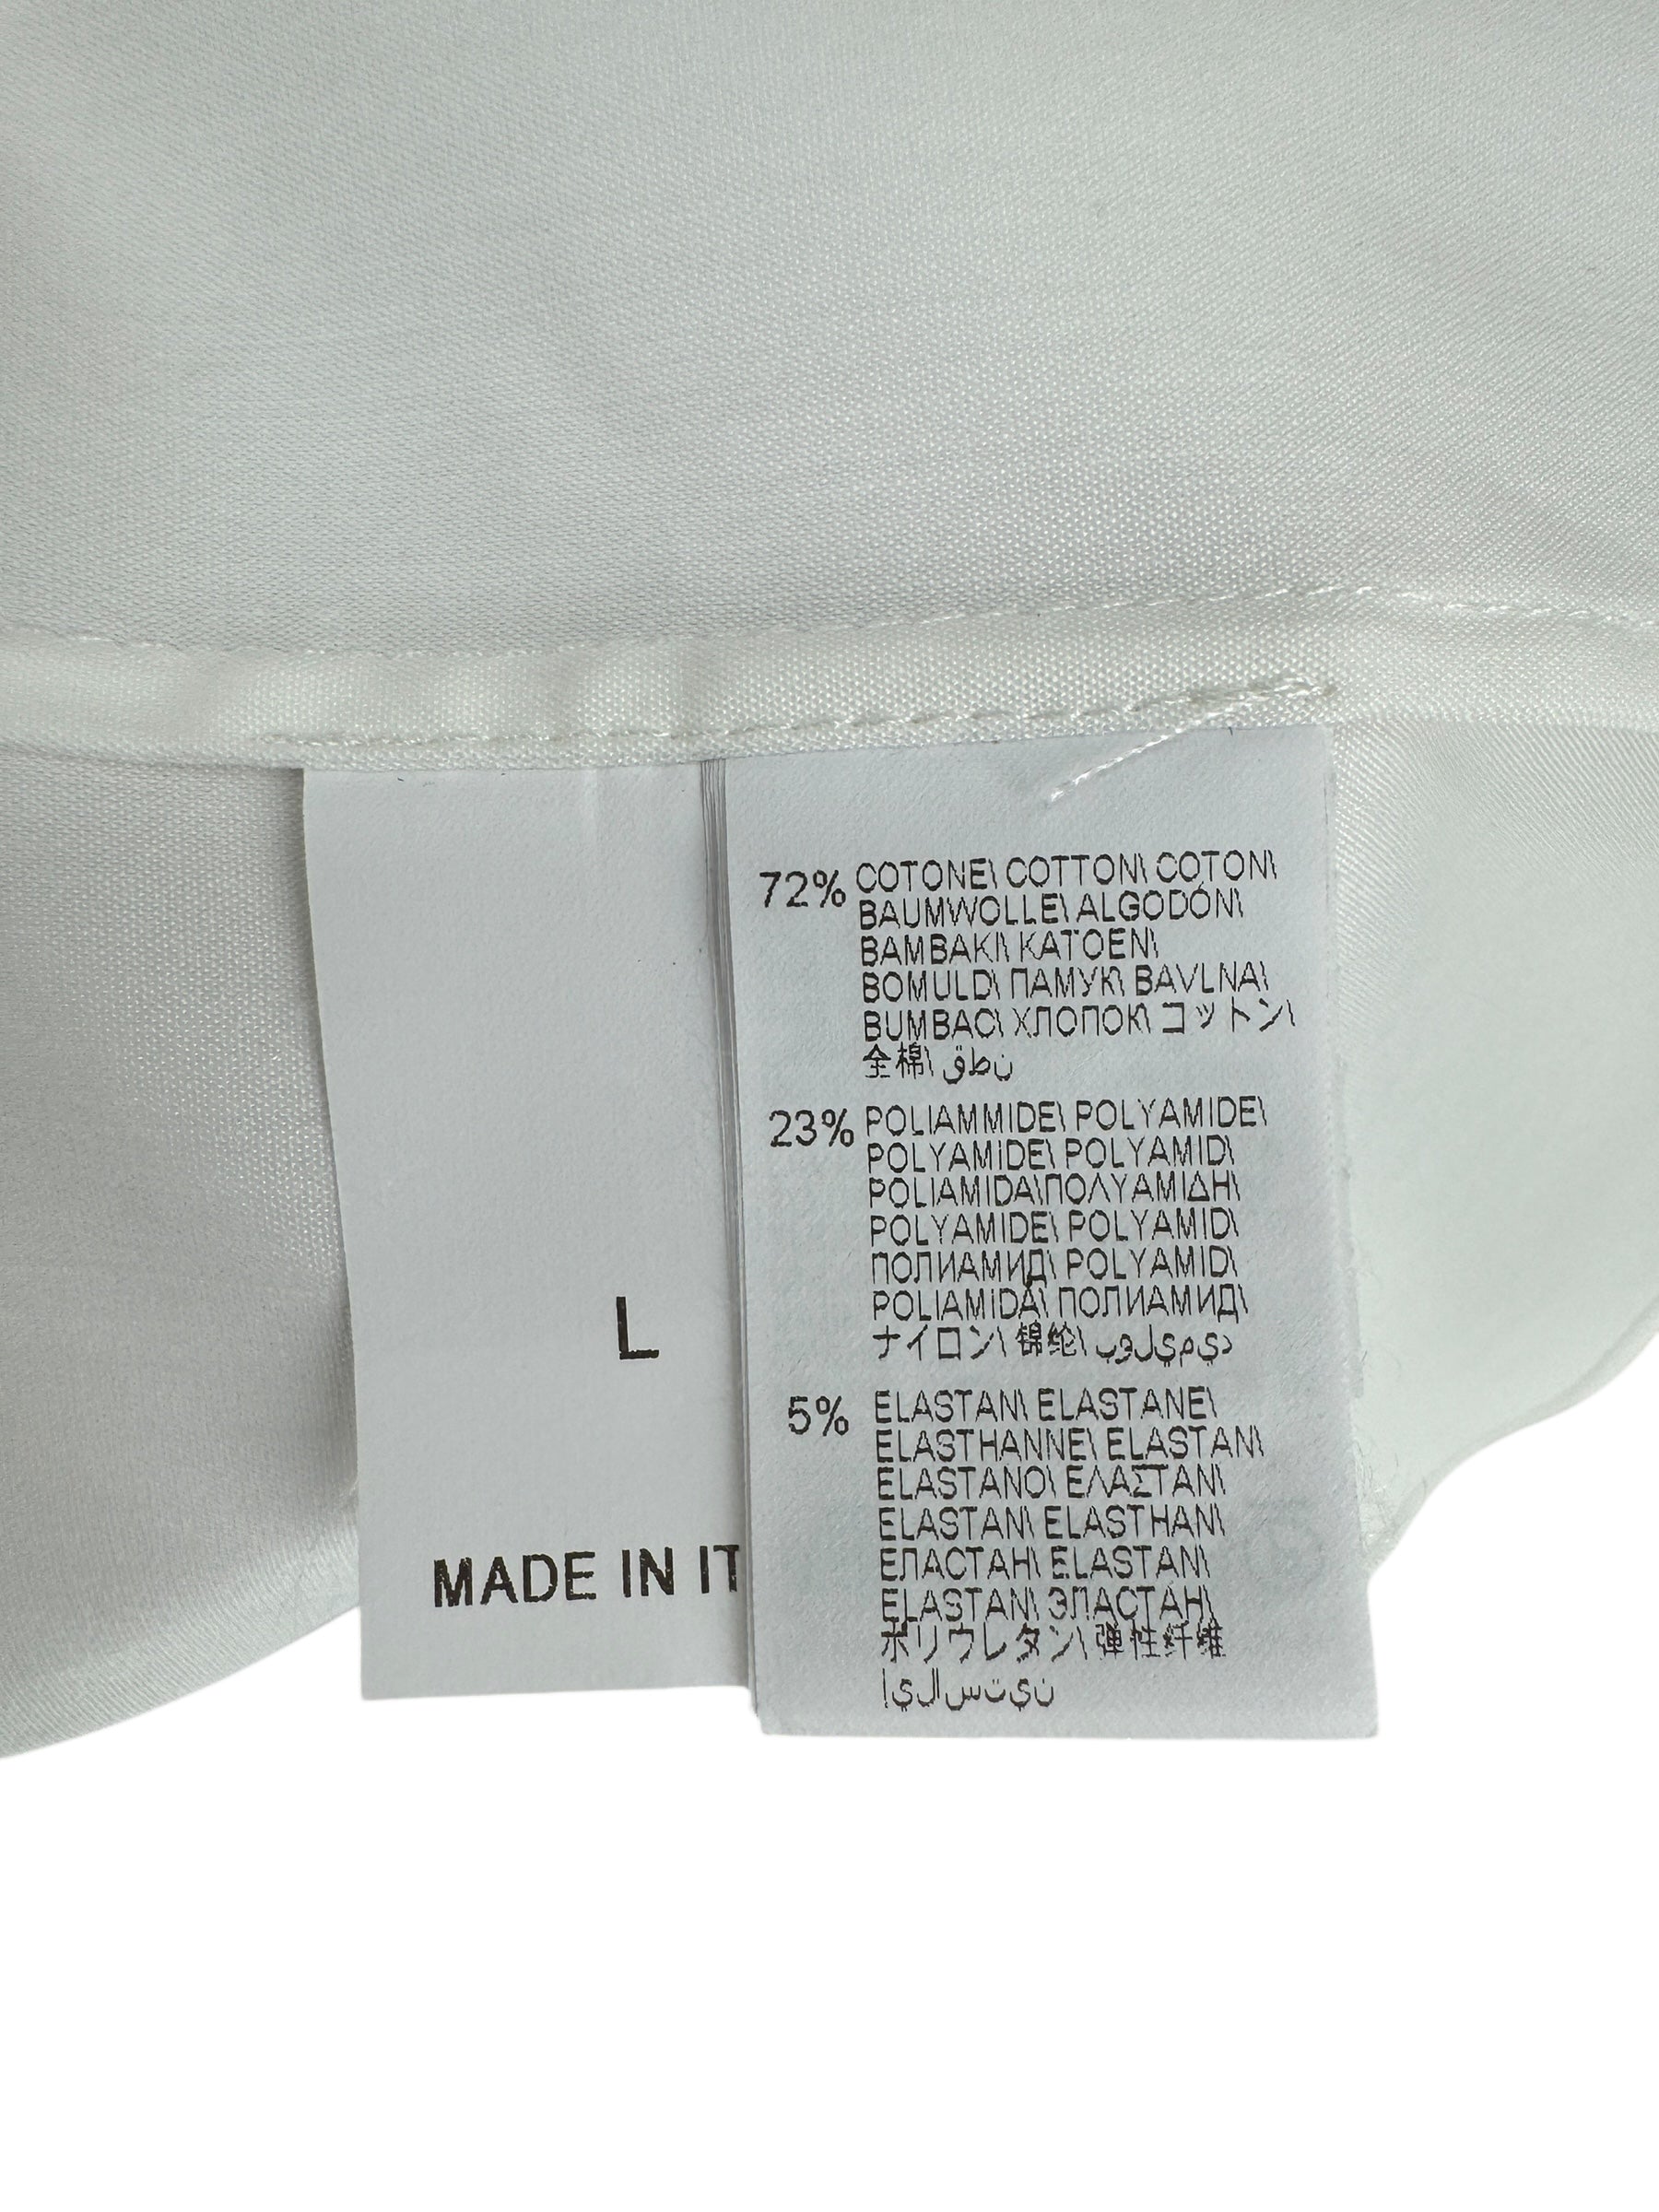 L
MADE IN IT
72% COTONE\ COTTON\ COTON\
BAUMWOLLE\ ALGODÓN\
BAMBAKI\ KATOEN\
BOMULD\ ПАМУК\ BAVLNA\
BUMBAC\ ХЛОПОК\ コットン\
全棉\ قطن
23% POLIAMMIDE\ POLYAMIDE\
POLYAMIDE\ POLYAMID\
POLIAMIDA\ΠΟΛΥΑΜΙΔΗ\
POLYAMIDE\ POLYAMID\
ПОЛИАМИД\ POLYAMID\
POLIAMIDĂ\ ПОЛИАМИД\
ナイロン\ 锦纶\ بوليميد
5% ELASTAN\ ELASTANE\
ELASTHANNE\ ELASTAN\
ELASTANO\ ΕΛΑΣΤΑΝ\
ELASTAN\ ELASTHAN\
ЕЛАСТАН\ ELASTAN\
ELASTAN\ ЭЛАСТАН\
ポリウレタン\ 弹性纤维
إيلاستين